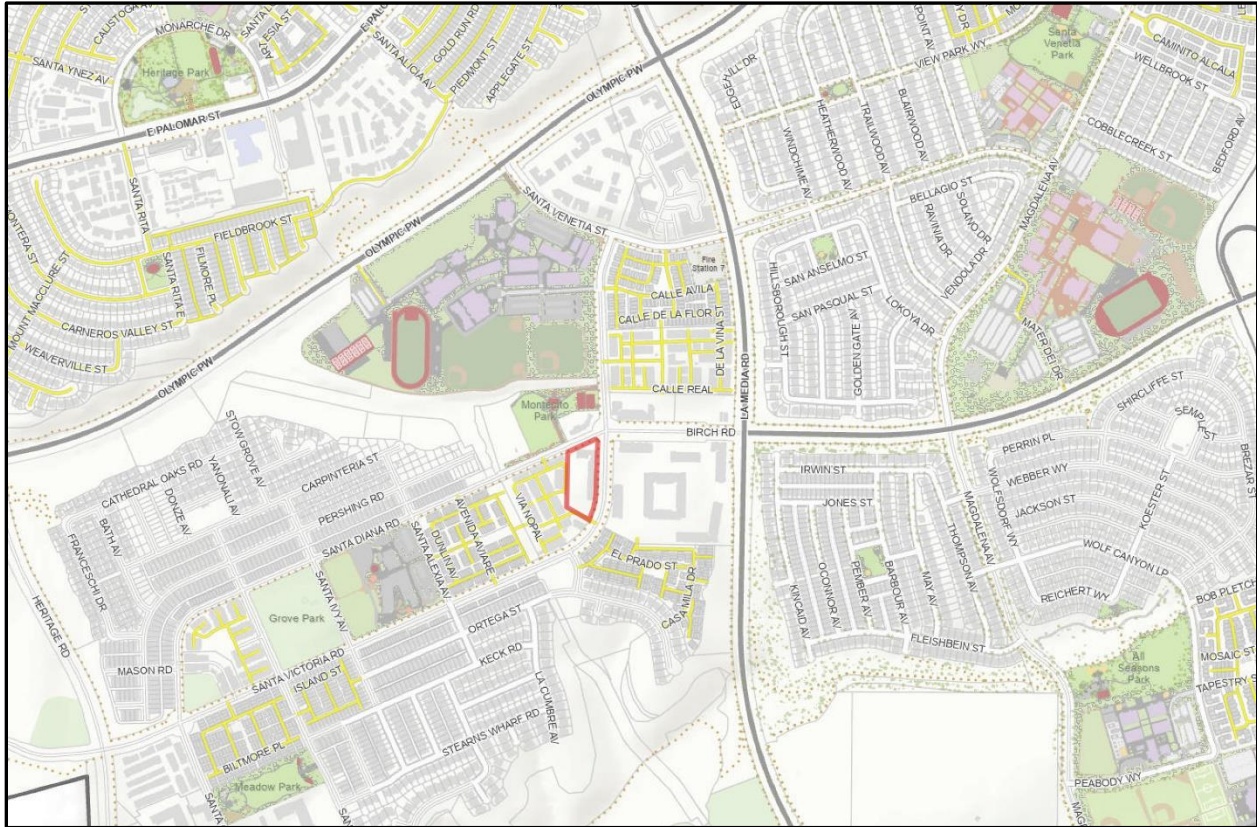 CALISTOGA AV
MONARCHE DR
SANTA YNEZ AV
Heritage Park
E PALOMAR ST
SANTA ALICIA AV
GOLD RUN RD
PIEDMONT ST
APPLEGATE ST
OLYMPIC PW
EDGEHILL DR
VIEW PARK WY
Santa
Venetia
Park
CAMINITO ALCALA
WELLBROOK ST
COBBLECREEK ST
BEDFORD AV
E PALOMAR ST
SANTA RITA
WINDCHIME AV
HEATHERWOOD AV
TRAILWOOD AV
BLAIRWOOD AV
MAGDALENA AV
FIELDBROOK ST
FILMORE PL
SANTA RITA E
MOUNT MACCLURE ST
CARNEROS VALLEY ST
WEAVERVILLE ST
OLYMPIC PW
SANTA VENETIA ST
BELLAGIO ST
SOLANO DR
RAVINIA DR
VENDOLA DR
LOKOYA DR
Fire
Station 7
CALLE AVILA
CALLE DE LA FLOR
DE LA VINA ST
CALLE REAL
HILLSBOROUGH ST
SAN ANSELMO ST
SAN PASQUAL ST
GOLDEN GATE AV
MATER DEI DR
OLYMPIC PW
LA MEDIA RD
BIRCH RD
Montecito
Park
SHIRCLIFFE ST
SEMPLE ST
BREZAR ST
PERRIN PL
WEBBER WY
JACKSON ST
KOESTER ST
WOLFSDORF WY
WOLF CANYON LP
REICHERT WY
STOW GROVE AV
CATHEDRAL OAKS RD
YANONALI AV
DONZE AV
BATH AV
FRANCESCHI DR
CARPINTERIA ST
PERSHING RD
SANTA DIANA RD
VIA NOPAL
AVENIDA AVIARE
DUNLIN AV
SANTA ALEXIA AV
SANTA IVY AV
IRWIN ST
JONES ST
MAGDALENA AV
THOMPSON AV
MAY AV
BARBOUR AV
PEMBER AV
OCONNOR AV
KINCAID AV
FLEISHBEIN ST
EL PRADO ST
CASA MILA DR
HERITAGE RD
Grove Park
MASON RD
SANTA VICTORIA RD
ISLAND ST
ORTEGA ST
KECK RD
LA CUMBRE AV
STEARNS WHARF RD
BILTMORE PL
Meadow Park
BOB PLETCH
MOSAIC ST
TAPESTRY S
All
Seasons
Park
PEABODY WY